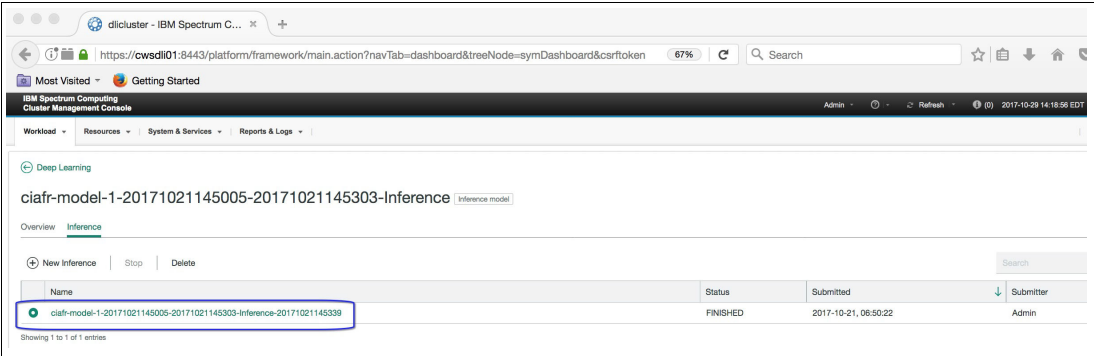 dlicluster - IBM Spectrum C... × +
https://cwsdli01:8443/platform/framework/main.action?navTab=dashboard&treeNode=symDashboard&csrftoken 67% Search
Most Visited Getting Started
IBM Spectrum Computing
Cluster Management Console
Admin Refresh (0) 2017-10-29 14:18:56 EDT
Workload Resources System & Services Reports & Logs
Deep Learning
ciafr-model-1-20171021145005-20171021145303-Inference Inference model
Overview Inference
New Inference Stop Delete Search
Name Status Submitted Submitter
ciafr-model-1-20171021145005-20171021145303-Inference-20171021145339 FINISHED 2017-10-21, 06:50:22 Admin
Showing 1 to 1 of 1 entries